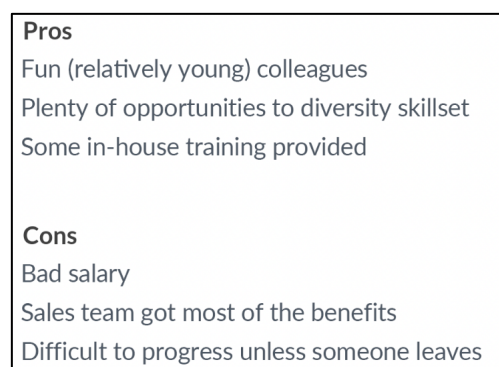 Pros
Fun (relatively young) colleagues
Plenty of opportunities to diversity skillset
Some in-house training provided
Cons
Bad salary
Sales team got most of the benefits
Difficult to progress unless someone leaves